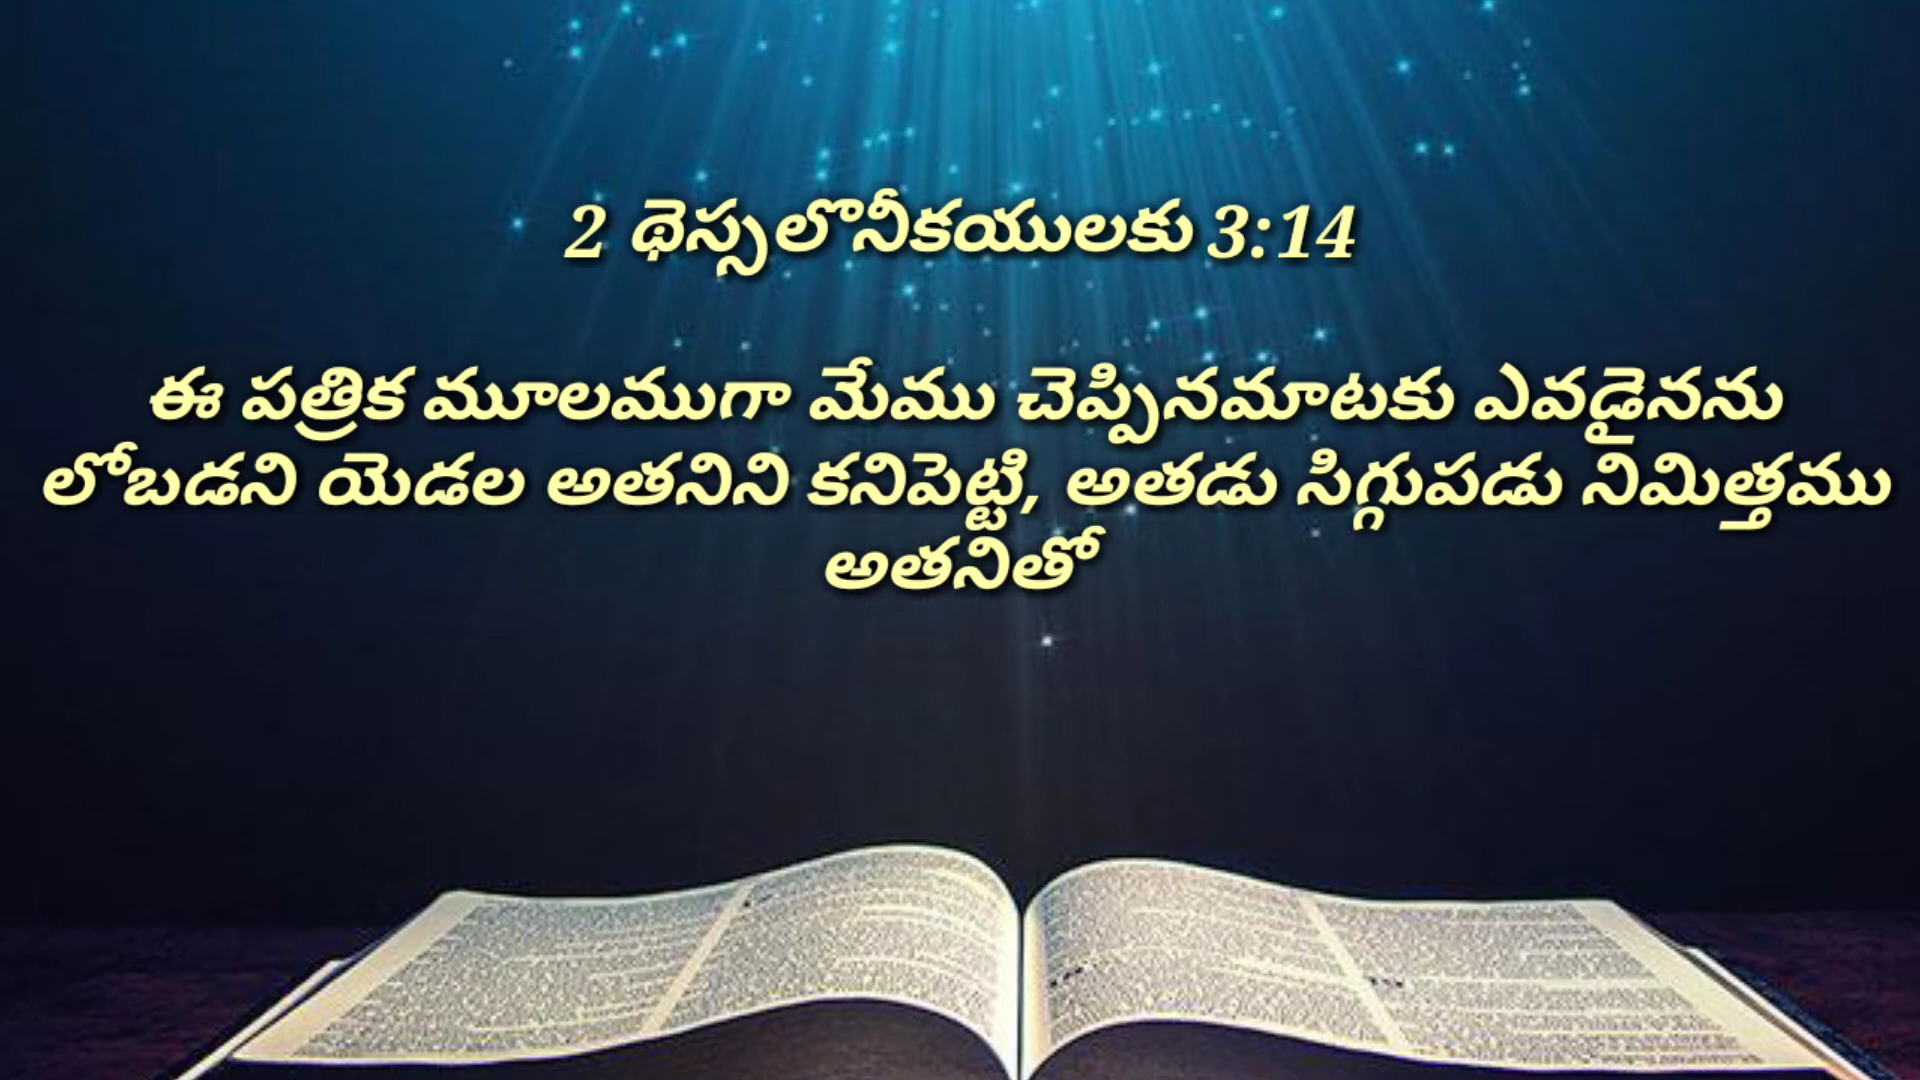 2 థెస్సలొనీకయులకు 3:14
ఈ పత్రిక మూలముగా మేము చెప్పినమాటకు ఎవడైనను
లోబడని యెడల అతనిని కనిపెట్టి, అతడు సిగ్గుపడు నిమిత్తము
అతనితో